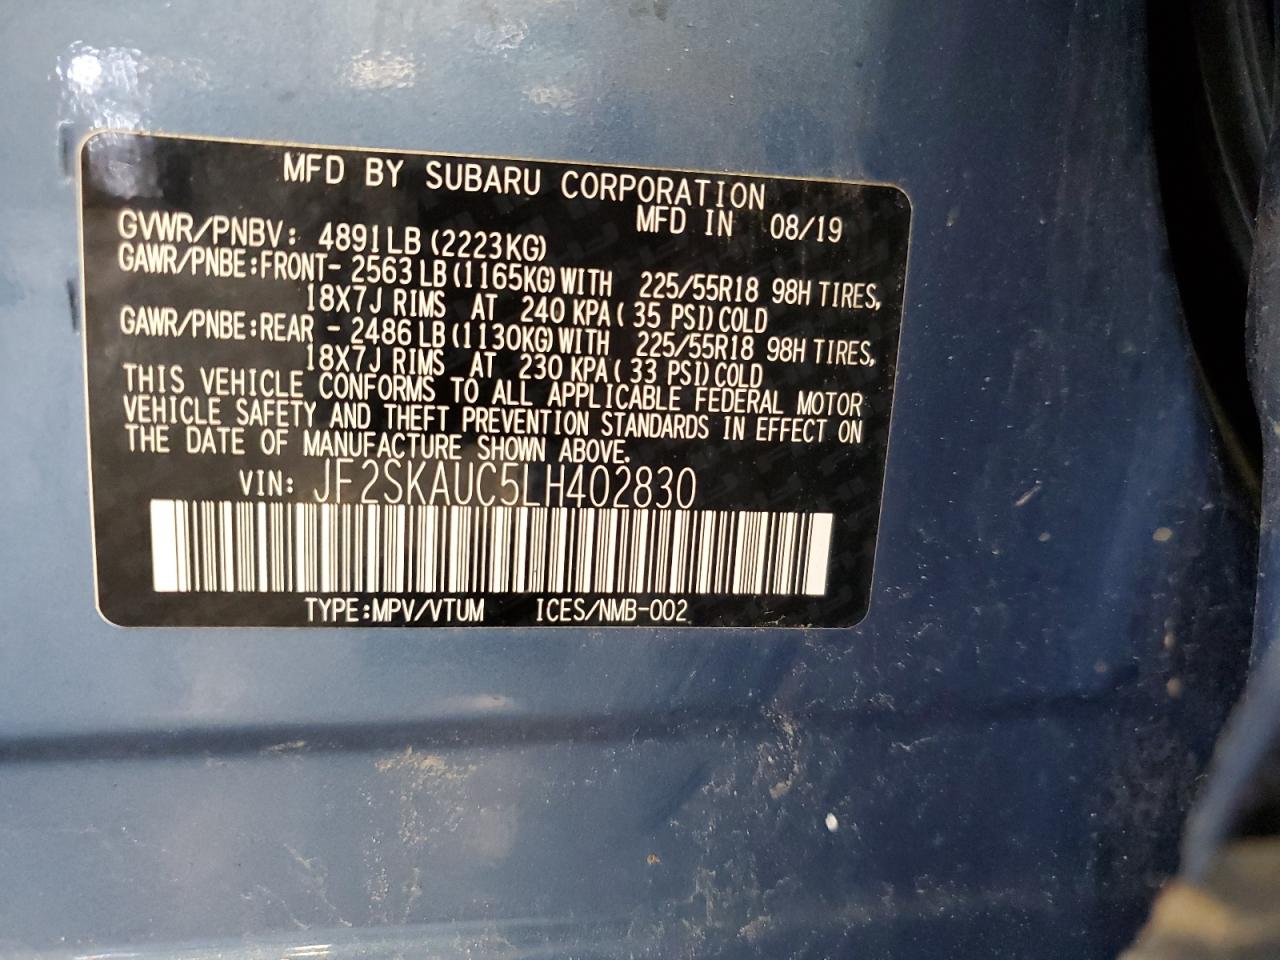 MFD BY SUBARU CORPORATION
MFD IN 08/19
GVWR/PNBV: 4891LB (2223KG)
GAWR/PNBE:FRONT- 2563 LB (1165KG) WITH 225/55R18 98H TIRES,
18X7J RIMS AT 240 KPA ( 35 PSI) COLD
GAWR/PNBE:REAR - 2486 LB (1130KG) WITH 225/55R18 98H TIRES,
18X7J RIMS AT 230 KPA ( 33 PSI) COLD
THIS VEHICLE CONFORMS TO ALL APPLICABLE FEDERAL MOTOR
VEHICLE SAFETY AND THEFT PREVENTION STANDARDS IN EFFECT ON
THE DATE OF MANUFACTURE SHOWN ABOVE.
VIN: JF2SKAUC5LH402830
TYPE:MPV/VTUM ICES/NMB-002